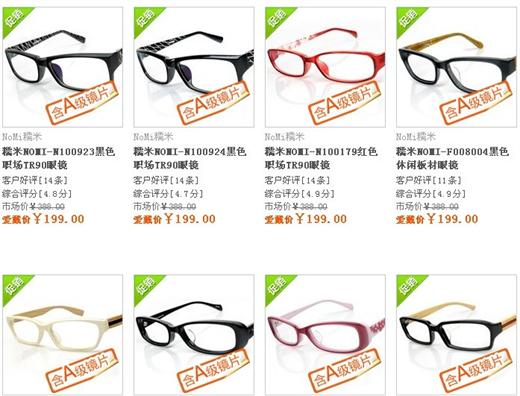 促销
含A级镜片
促销
含A级镜片
促销
含A级镜片
促销
含A级镜片
NoMi糯米
糯米NOMI-N100923黑色
职场TR90眼镜
客户好评[14条]
综合评分[4.8分]
市场价¥388.00
爱戴价¥199.00
NoMi糯米
糯米NOMI-N100924黑色
职场TR90眼镜
客户好评[14条]
综合评分[4.7分]
市场价¥388.00
爱戴价¥199.00
NoMi糯米
糯米NOMI-N100179红色
职场TR90眼镜
客户好评[14条]
综合评分[4.9分]
市场价¥388.00
爱戴价¥199.00
NoMi糯米
糯米NOMI-F008004黑色
休闲板材眼镜
客户好评[11条]
综合评分[4.9分]
市场价¥388.00
爱戴价¥199.00
促销
含A级镜片
促销
含A级镜片
促销
含A级镜片
促销
含A级镜片